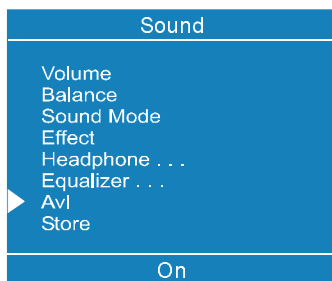 Sound
Volume
Balance
Sound Mode
Effect
Headphone . . .
Equalizer . . .
Avl
Store
On